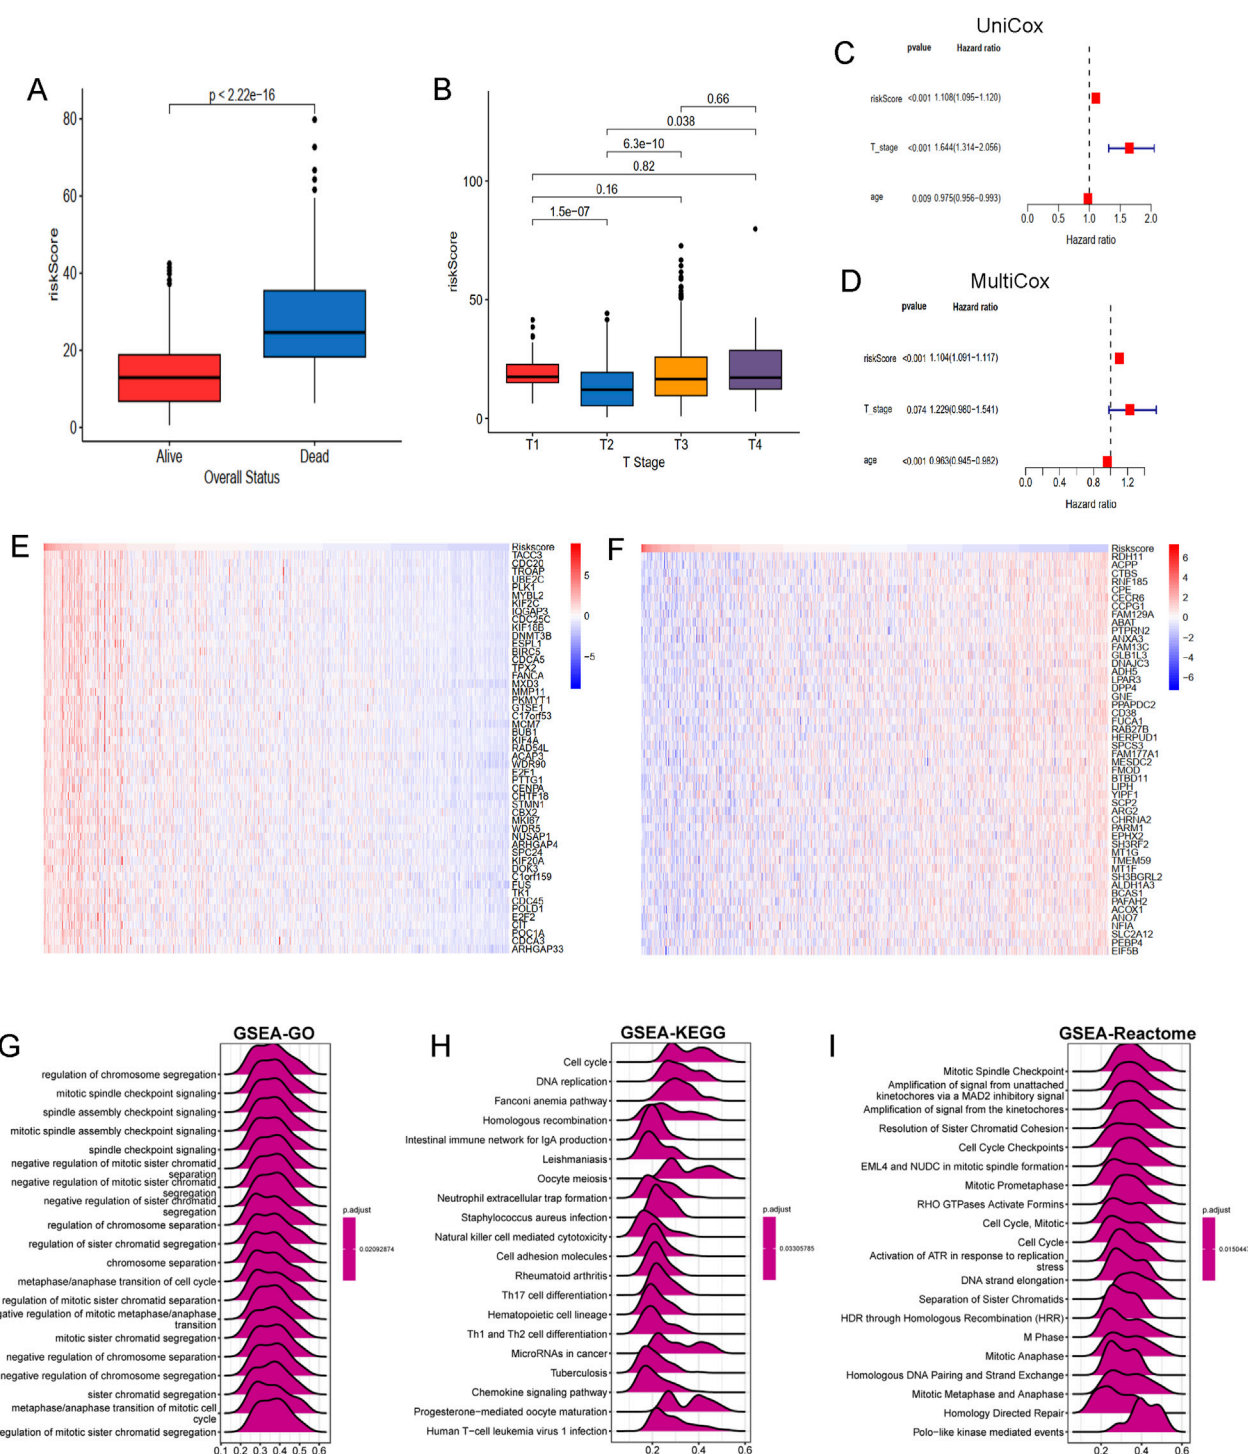 A
p < 2.22e-16
riskScore
80
60
40
20
0
Alive
Dead
Overall Status
B
0.66
0.038
6.3e-10
0.82
0.16
1.5e-07
riskScore
100
50
0
T1
T2
T3
T4
T Stage
C
UniCox
pvalue Hazard ratio
riskScore <0.001 1.108(1.095-1.120)
T_stage <0.001 1.644(1.314-2.056)
age 0.009 0.975(0.956-0.993)
0.0 0.5 1.0 1.5 2.0
Hazard ratio
D
MultiCox
pvalue Hazard ratio
riskScore <0.001 1.104(1.091-1.117)
T_stage 0.074 1.229(0.980-1.541)
age <0.001 0.963(0.945-0.982)
0.0 0.4 0.8 1.2
Hazard ratio
E
Riskscore
TACC3
CDC20
TROAP
UBE2C
PLK1
MYBL2
KIF2C
IQGAP3
CDC25C
KIF18B
DNMT3B
ESPL1
BIRC5
CDCA5
TPX2
FANCA
MXD3
MMP11
PKMYT1
GTSE1
C17orf53
MCM7
BUB1
KIF4A
RAD54L
ACAP3
WDR90
E2F1
PTTG1
CENPA
CHTF18
STMN1
CBX2
MKI67
WDR5
NUSAP1
ARHGAP4
SPC24
KIF20A
DOK3
C1orf159
FUS
TK1
CDC45
POLD1
E2F2
CIT
POC1A
CDCA3
ARHGAP33
5
0
-5
F
Riskscore
RDH11
ACPP
CTBS
RNF185
CPE
CECR6
CCPG1
FAM129A
ABAT
PTPRN2
ANXA3
FAM13C
GLB1L3
DNAJC3
ADH5
LPAR3
DPP4
GNE
PPAPDC2
CD38
FUCA1
RAB27B
HERPUD1
SPCS3
FAM177A1
MESDC2
FMOD
BTBD11
LIPH
YIPF1
SCP2
ARG2
CHRNA2
PARM1
EPHX2
SH3RF2
MT1G
TMEM59
MT1F
SH3BGRL2
ALDH1A3
BCAS1
PAFAH2
ACOX1
ANO7
NFIA
SLC2A12
PEBP4
EIF5B
6
4
2
0
-2
-4
-6
G
GSEA-GO
regulation of chromosome segregation
mitotic spindle checkpoint signaling
spindle assembly checkpoint signaling
mitotic spindle assembly checkpoint signaling
spindle checkpoint signaling
negative regulation of mitotic sister chromatid
separation
negative regulation of mitotic sister chromatid
segregation
negative regulation of sister chromatid
segregation
regulation of chromosome separation
regulation of sister chromatid segregation
chromosome separation
metaphase/anaphase transition of cell cycle
regulation of mitotic sister chromatid separation
gative regulation of mitotic metaphase/anaphase
transition
mitotic sister chromatid segregation
negative regulation of chromosome separation
negative regulation of chromosome segregation
sister chromatid segregation
metaphase/anaphase transition of mitotic cell
cycle
egulation of mitotic sister chromatid segregation
0.1 0.2 0.3 0.4 0.5 0.6
p.adjust
0.02092874
H
GSEA-KEGG
Cell cycle
DNA replication
Fanconi anemia pathway
Homologous recombination
Intestinal immune network for IgA production
Leishmaniasis
Oocyte meiosis
Neutrophil extracellular trap formation
Staphylococcus aureus infection
Natural killer cell mediated cytotoxicity
Cell adhesion molecules
Rheumatoid arthritis
Th17 cell differentiation
Hematopoietic cell lineage
Th1 and Th2 cell differentiation
MicroRNAs in cancer
Tuberculosis
Chemokine signaling pathway
Progesterone-mediated oocyte maturation
Human T-cell leukemia virus 1 infection
0.2 0.4 0.6
p.adjust
0.03305785
I
GSEA-Reactome
Mitotic Spindle Checkpoint
Amplification of signal from unattached
kinetochores via a MAD2 inhibitory signal
Amplification of signal from the kinetochores
Resolution of Sister Chromatid Cohesion
Cell Cycle Checkpoints
EML4 and NUDC in mitotic spindle formation
Mitotic Prometaphase
RHO GTPases Activate Formins
Cell Cycle, Mitotic
Cell Cycle
Activation of ATR in response to replication
stress
DNA strand elongation
Separation of Sister Chromatids
HDR through Homologous Recombination (HRR)
M Phase
Mitotic Anaphase
Homologous DNA Pairing and Strand Exchange
Mitotic Metaphase and Anaphase
Homology Directed Repair
Polo-like kinase mediated events
0.2 0.4 0.6
p.adjust
0.0150447